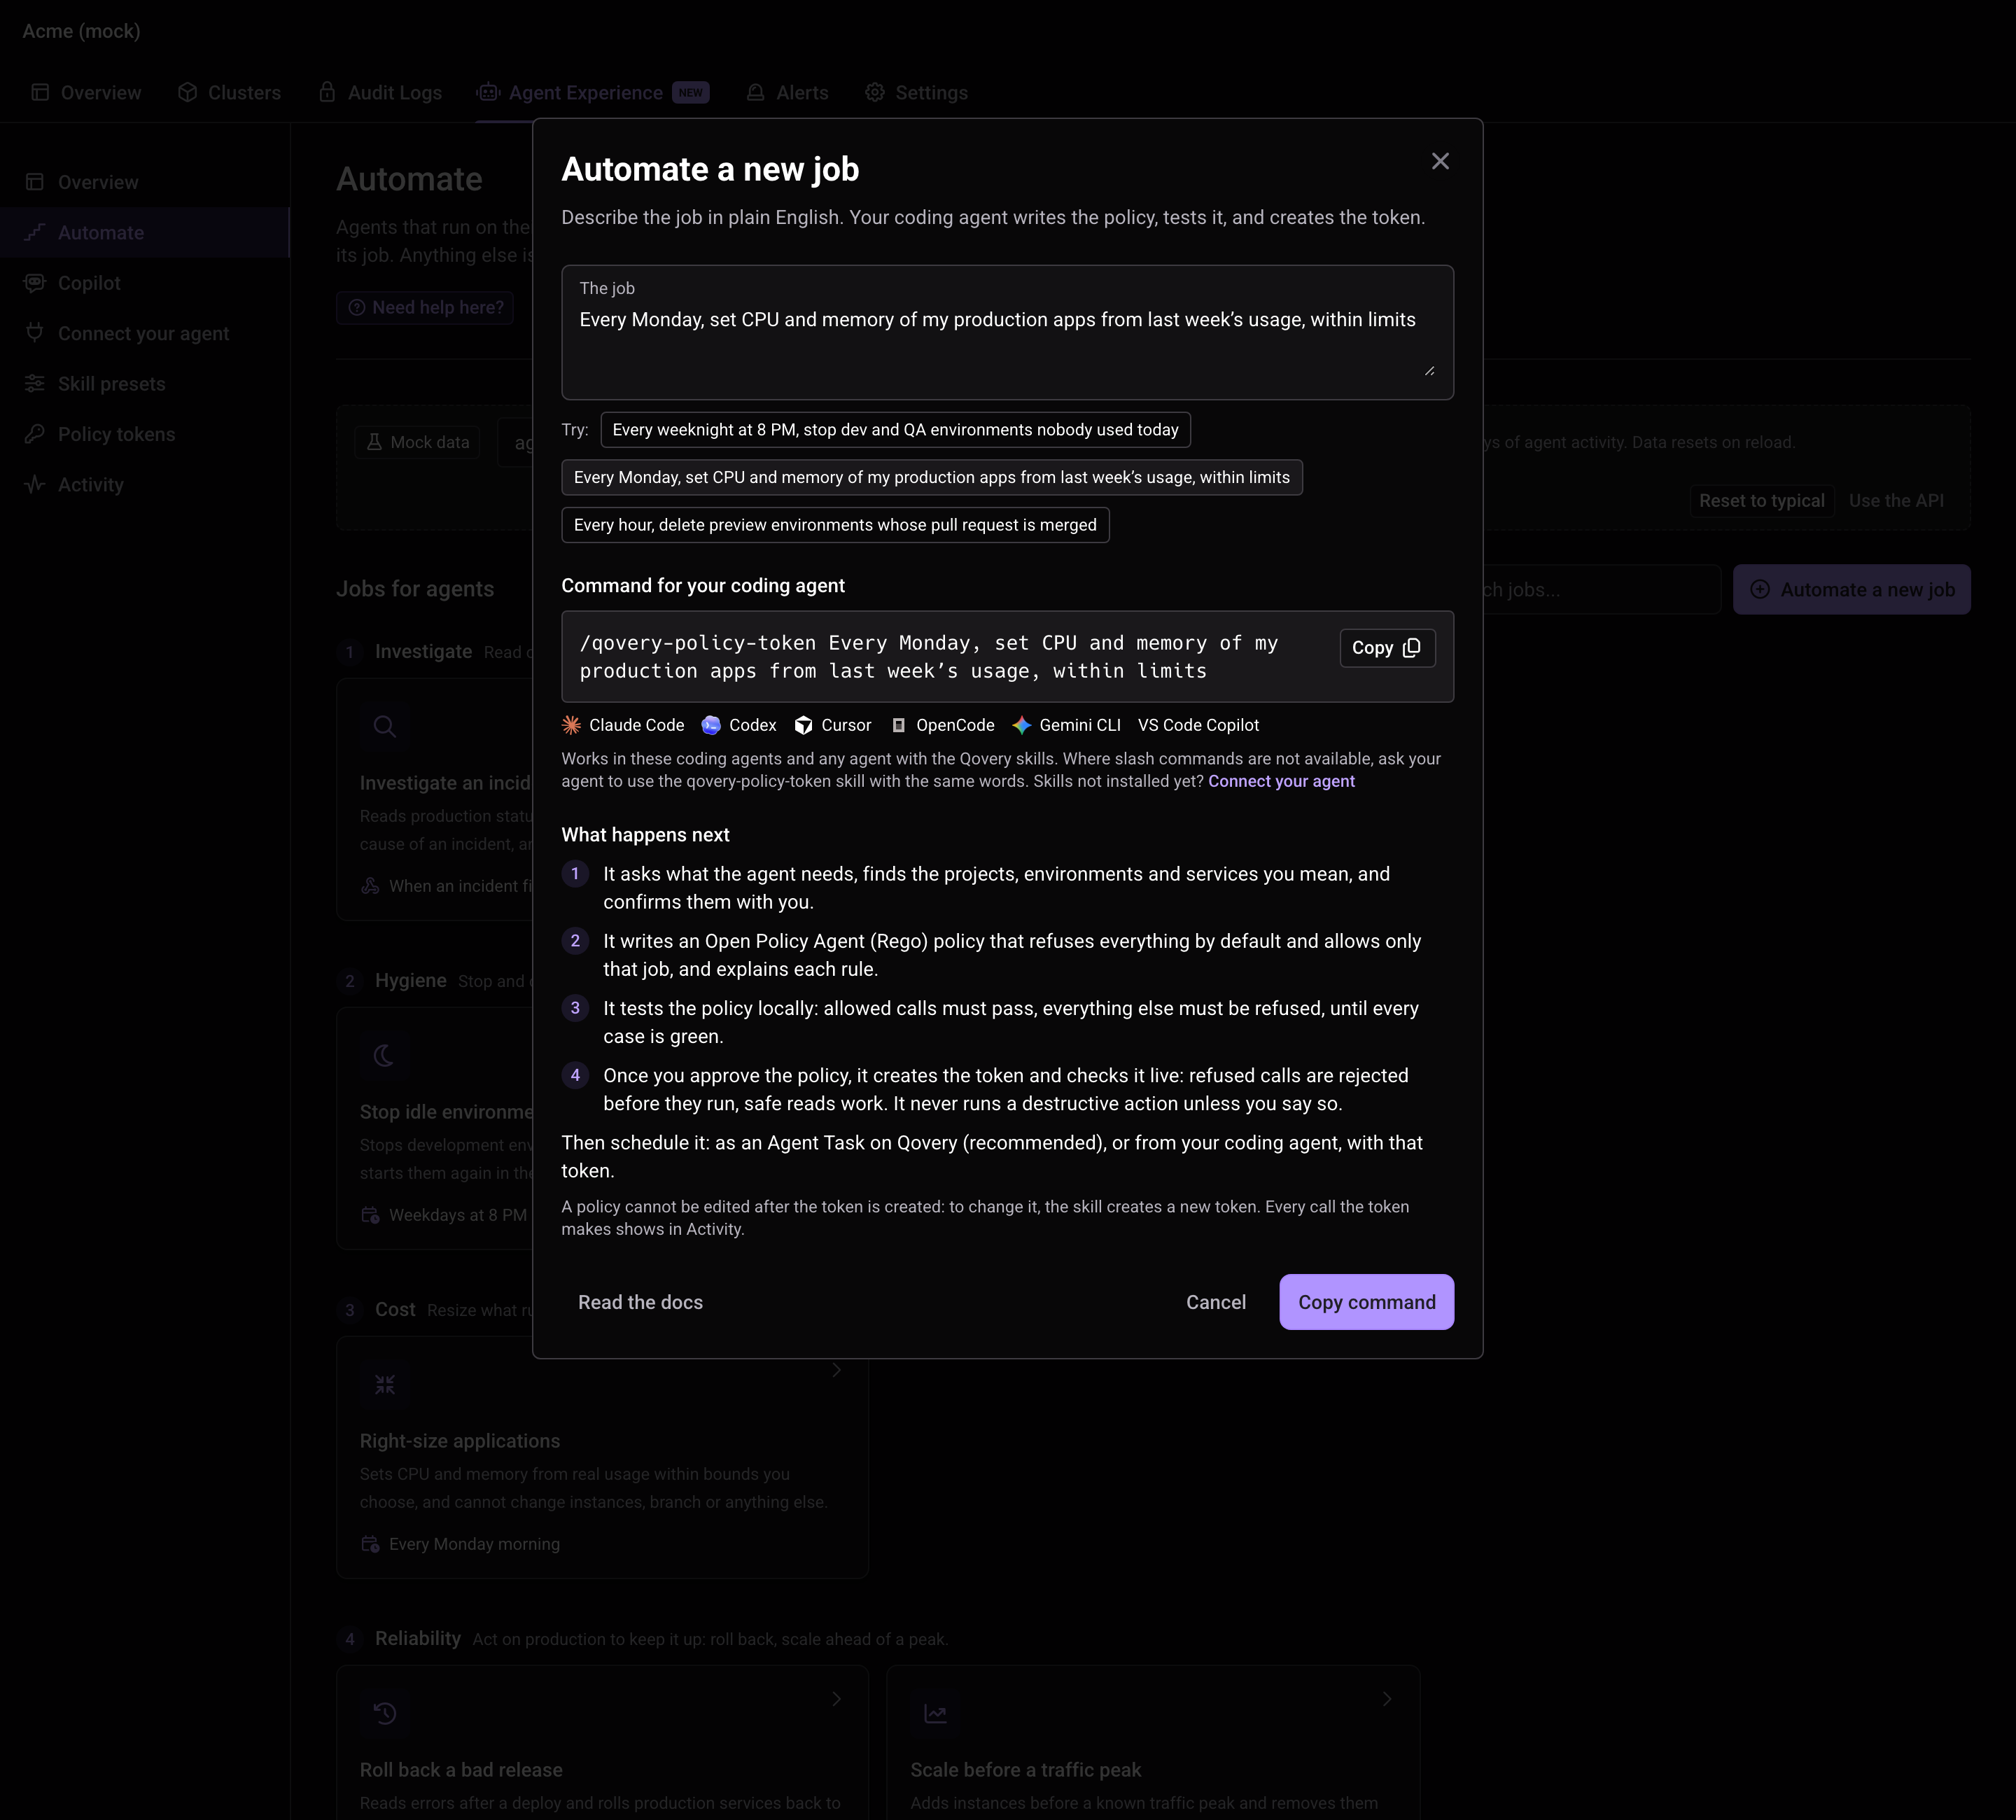 Acme (mock)
Overview
Clusters
Audit Logs
Agent Experience NEW
Alerts
Settings
Overview
Automate
Copilot
Connect your agent
Skill presets
Policy tokens
Activity
Automate
Agents that run on the
its job. Anything else is
Need help here?
Mock data
ys of agent activity. Data resets on reload.
Reset to typical
Use the API
Jobs for agents
ch jobs...
Automate a new job
1 Investigate Read
Investigate an incid
Reads production statu
cause of an incident, a
When an incident fi
2 Hygiene Stop and
Stop idle environme
Stops development env
starts them again in the
Weekdays at 8 PM
3 Cost Resize what ru
Right-size applications
Sets CPU and memory from real usage within bounds you
choose, and cannot change instances, branch or anything else.
Every Monday morning
4 Reliability Act on production to keep it up: roll back, scale ahead of a peak.
Roll back a bad release
Reads errors after a deploy and rolls production services back to
Scale before a traffic peak
Adds instances before a known traffic peak and removes them
Automate a new job
Describe the job in plain English. Your coding agent writes the policy, tests it, and creates the token.
The job
Every Monday, set CPU and memory of my production apps from last week’s usage, within limits
Try: Every weeknight at 8 PM, stop dev and QA environments nobody used today
Every Monday, set CPU and memory of my production apps from last week’s usage, within limits
Every hour, delete preview environments whose pull request is merged
Command for your coding agent
/qovery-policy-token Every Monday, set CPU and memory of my
production apps from last week’s usage, within limits
Copy
Claude Code Codex Cursor OpenCode Gemini CLI VS Code Copilot
Works in these coding agents and any agent with the Qovery skills. Where slash commands are not available, ask your
agent to use the qovery-policy-token skill with the same words. Skills not installed yet? Connect your agent
What happens next
1 It asks what the agent needs, finds the projects, environments and services you mean, and
confirms them with you.
2 It writes an Open Policy Agent (Rego) policy that refuses everything by default and allows only
that job, and explains each rule.
3 It tests the policy locally: allowed calls must pass, everything else must be refused, until every
case is green.
4 Once you approve the policy, it creates the token and checks it live: refused calls are rejected
before they run, safe reads work. It never runs a destructive action unless you say so.
Then schedule it: as an Agent Task on Qovery (recommended), or from your coding agent, with that
token.
A policy cannot be edited after the token is created: to change it, the skill creates a new token. Every call the token
makes shows in Activity.
Read the docs
Cancel
Copy command